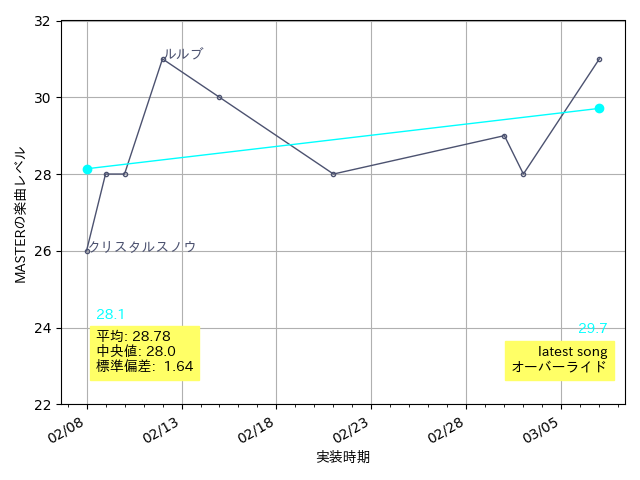 32
30
28
26
24
22
MASTERの楽曲レベル
ルルブ
クリスタルスノウ
28.1
平均: 28.78
中央値: 28.0
標準偏差: 1.64
29.7
latest song
オーバーライド
02/08
02/13
02/18
02/23
02/28
03/05
実装時期